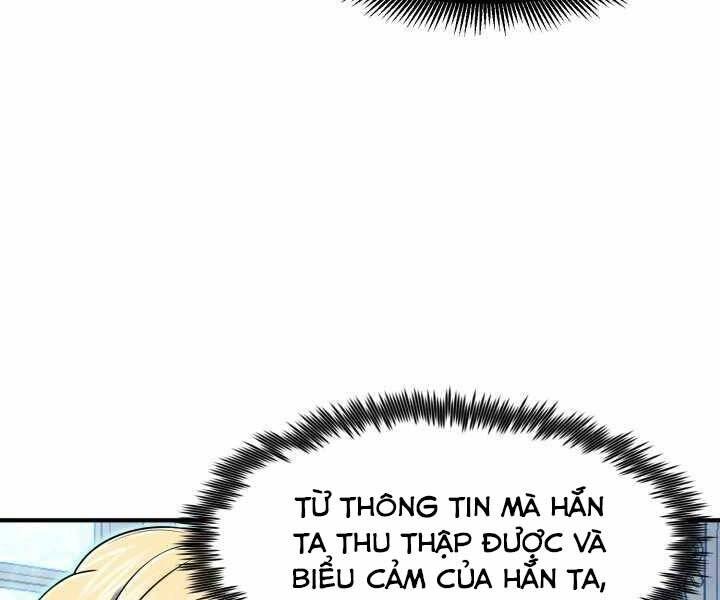 TỪ THÔNG TIN MÀ HẮN
TA THU THẬP ĐƯỢC VÀ
BIỂU CẢM CỦA HẮN TA,